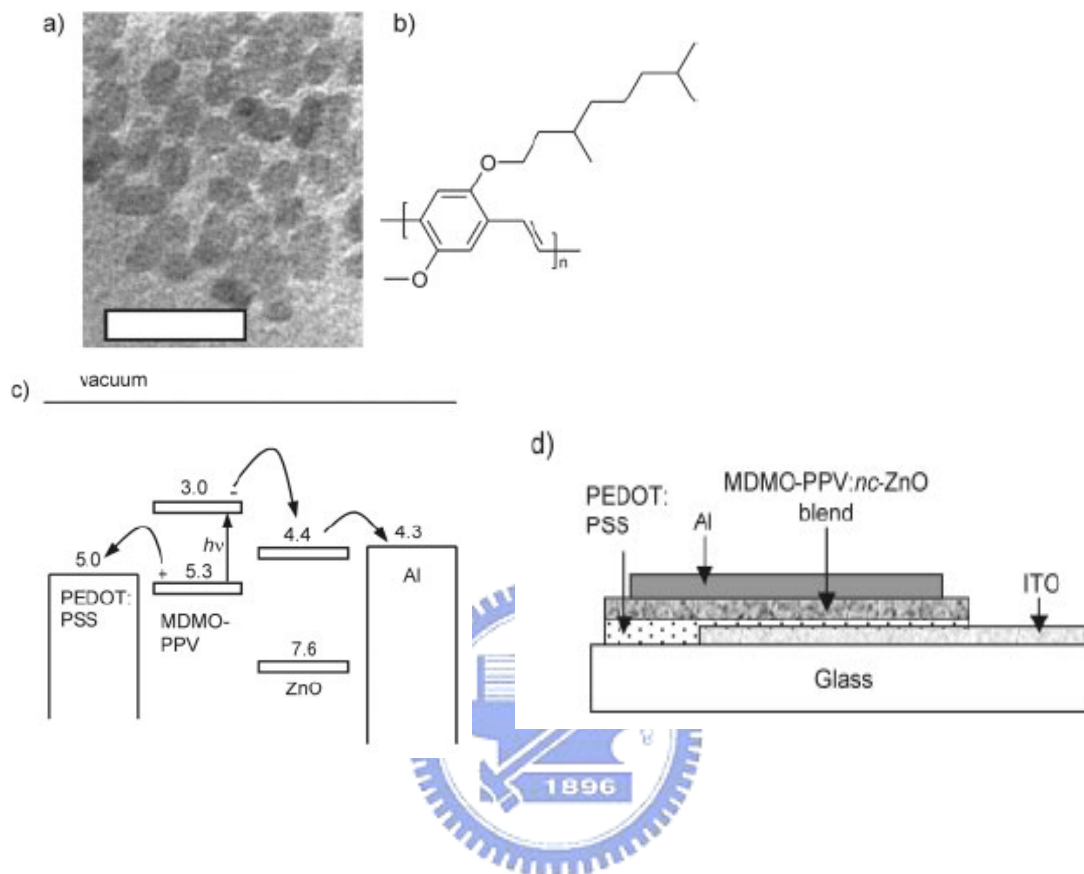 a)
b)
O
O
n
c)
vacuum
3.0
-
4.4
4.3
hν
5.0
+
5.3
Al
PEDOT:
PSS
MDMO-
PPV
7.6
ZnO
d)
MDMO-PPV:nc-ZnO
blend
PEDOT:
PSS
Al
ITO
Glass
1896